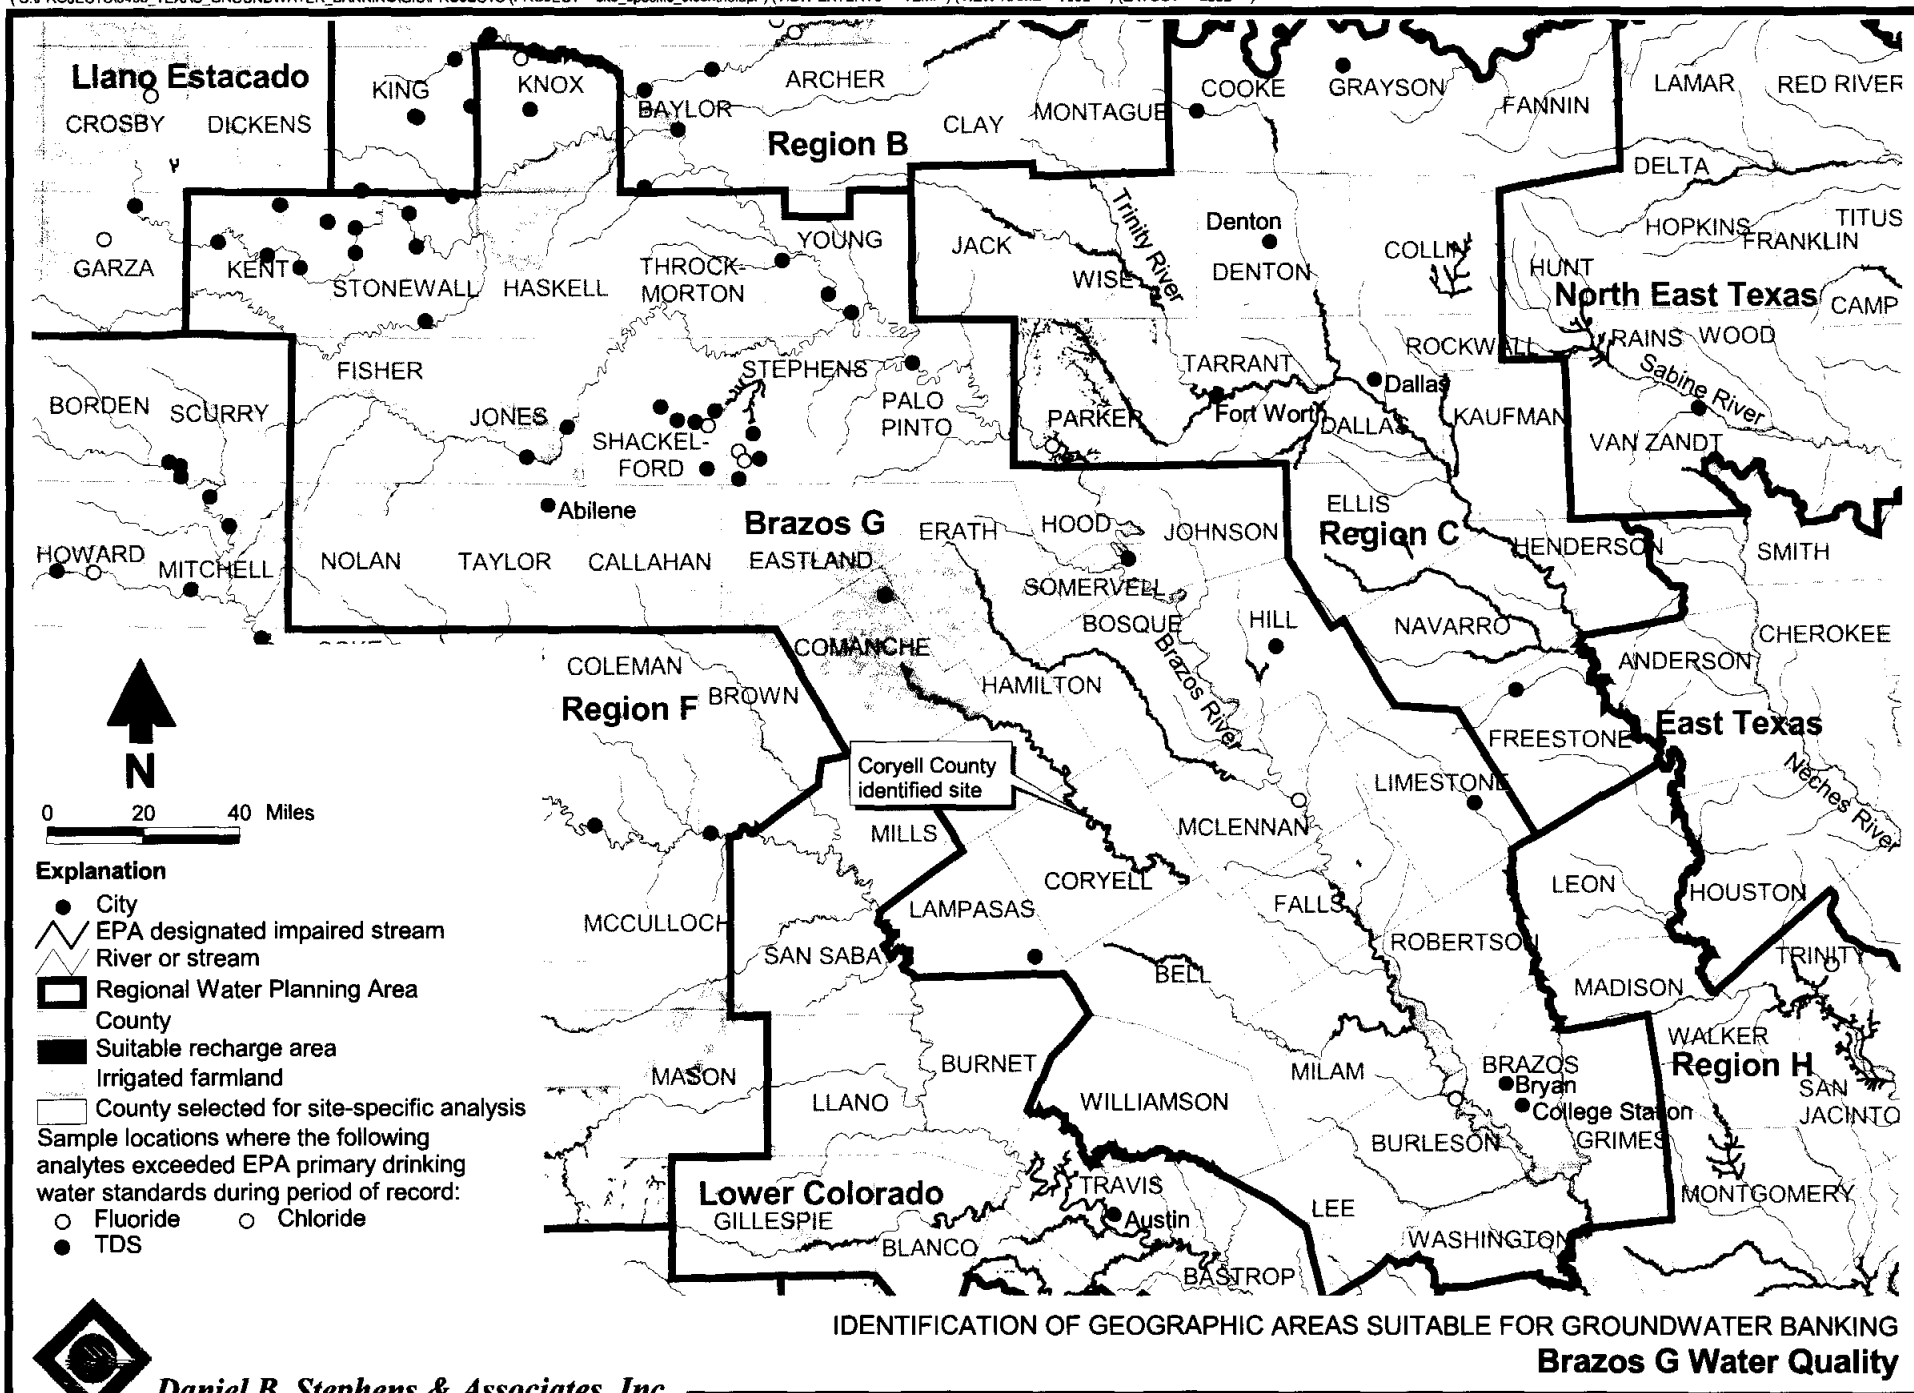 Llano Estacado
KING
KNOX
ARCHER
COOKE
GRAYSON
LAMAR
RED RIVER
CROSBY
DICKENS
BAYLOR
CLAY
MONTAGUE
FANNIN
Region B
DELTA
Trinity River
Denton
HOPKINS
TITUS
FRANKLIN
GARZA
KENT
STONEWALL
HASKELL
THROCK-
MORTON
YOUNG
JACK
WISE
DENTON
COLLIN
HUNT
North East Texas
CAMP
RAINS
WOOD
FISHER
STEPHENS
TARRANT
ROCKWALL
Sabine River
BORDEN
SCURRY
JONES
SHACKEL-
FORD
PALO
PINTO
PARKER
Fort Worth
Dallas
DALLAS
KAUFMAN
VAN ZANDT
Abilene
Brazos G
ERATH
HOOD
JOHNSON
ELLIS
Region C
HENDERSON
SMITH
HOWARD
MITCHELL
NOLAN
TAYLOR
CALLAHAN
EASTLAND
SOMERVELL
BOSQUE
HILL
NAVARRO
CHEROKEE
COMANCHE
COLEMAN
BROWN
Region F
HAMILTON
Brazos River
ANDERSON
FREESTONE
East Texas
Neches River
N
0 20 40 Miles
Coryell County
identified site
LIMESTONE
MILLS
MCLENNAN
CORYELL
LEON
HOUSTON
MCCULLOCH
LAMPASAS
FALLS
ROBERTSON
SAN SABA
BELL
TRINITY
MADISON
WALKER
Region H
MASON
BURNET
MILAM
BRAZOS
Bryan
College Station
SAN
JACINTO
LLANO
WILLIAMSON
BURLESON
GRIMES
Lower Colorado
GILLESPIE
TRAVIS
Austin
LEE
MONTGOMERY
BLANCO
WASHINGTON
BASTROP
Explanation
City
EPA designated impaired stream
River or stream
Regional Water Planning Area
County
Suitable recharge area
Irrigated farmland
County selected for site-specific analysis
Sample locations where the following
analytes exceeded EPA primary drinking
water standards during period of record:
Fluoride Chloride
TDS
IDENTIFICATION OF GEOGRAPHIC AREAS SUITABLE FOR GROUNDWATER BANKING
Brazos G Water Quality
Daniel B. Stephens & Associates, Inc.